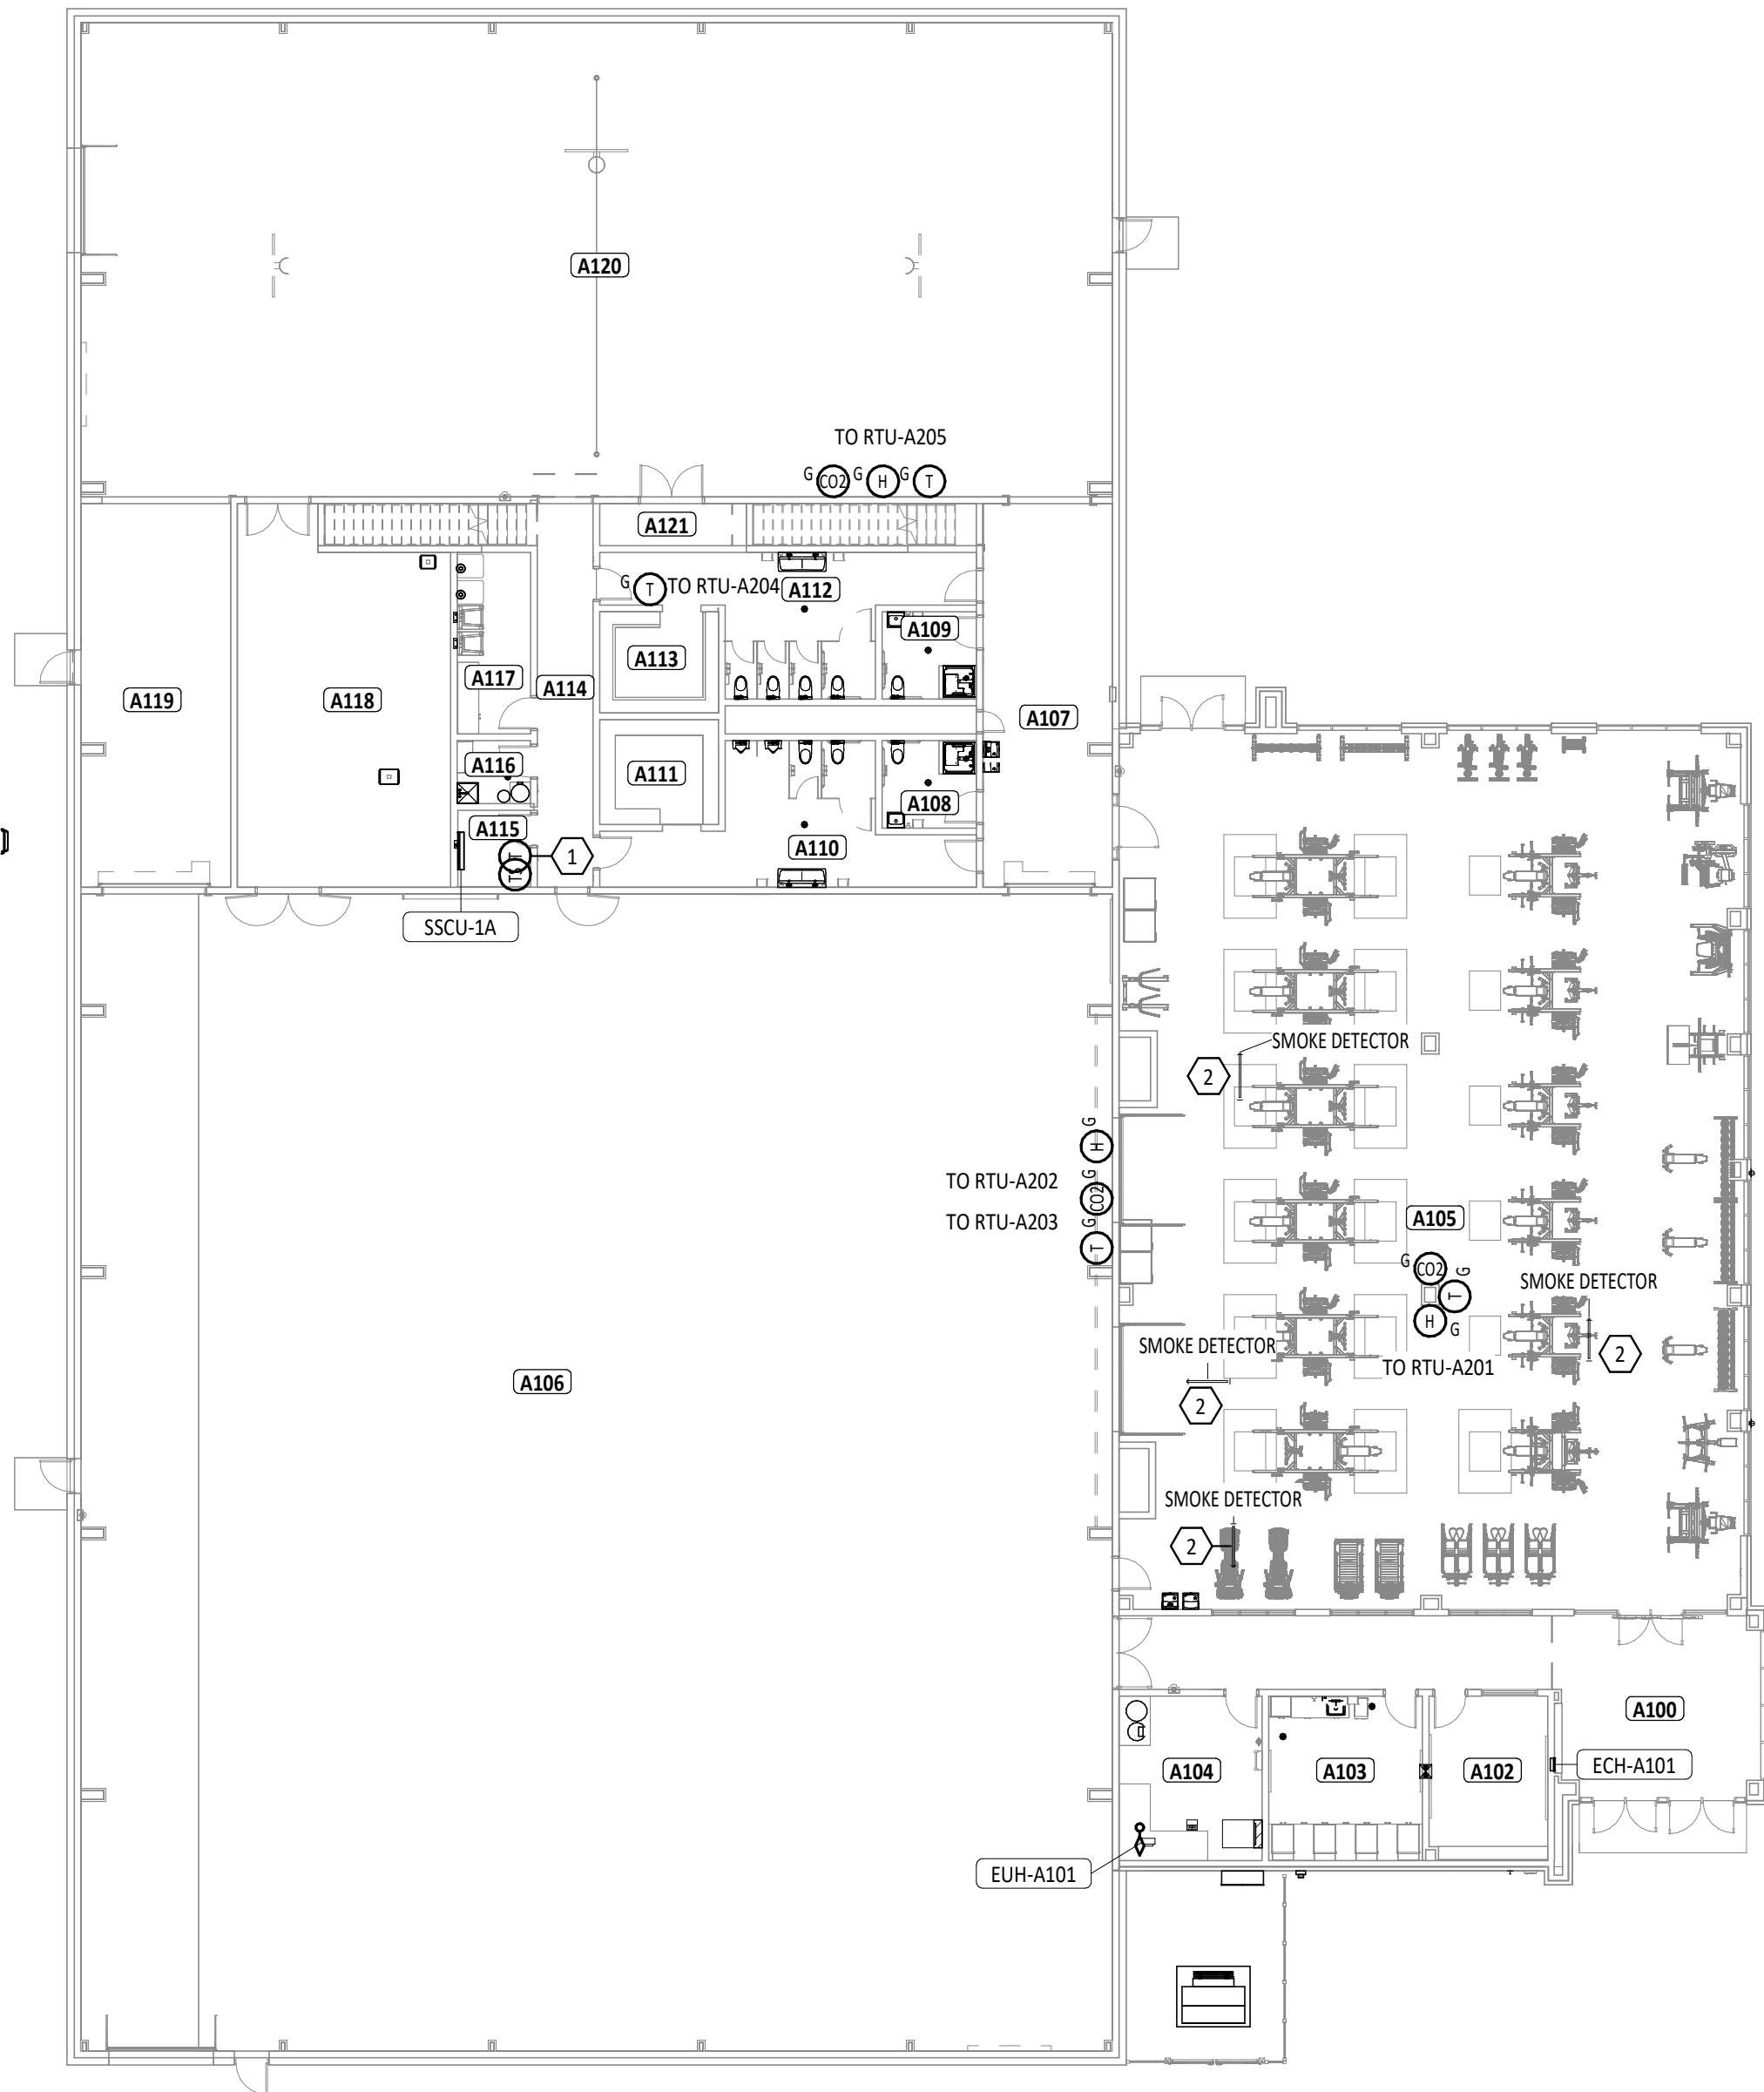 A120
TO RTU-A205
G CO2 G H G T
A121
G T TO RTU-A204 A112
A109
A113
A117
A114
A119
A118
A107
A116
A111
A108
A115
1
A110
SSCU-1A
SMOKE DETECTOR
2
G
H
TO RTU-A202
G
CO2
TO RTU-A203
G
T
A105
G CO2 G
T
H G
SMOKE DETECTOR
2
SMOKE DETECTOR
TO RTU-A201
2
A106
SMOKE DETECTOR
2
A100
A104
A103
A102
ECH-A101
EUH-A101